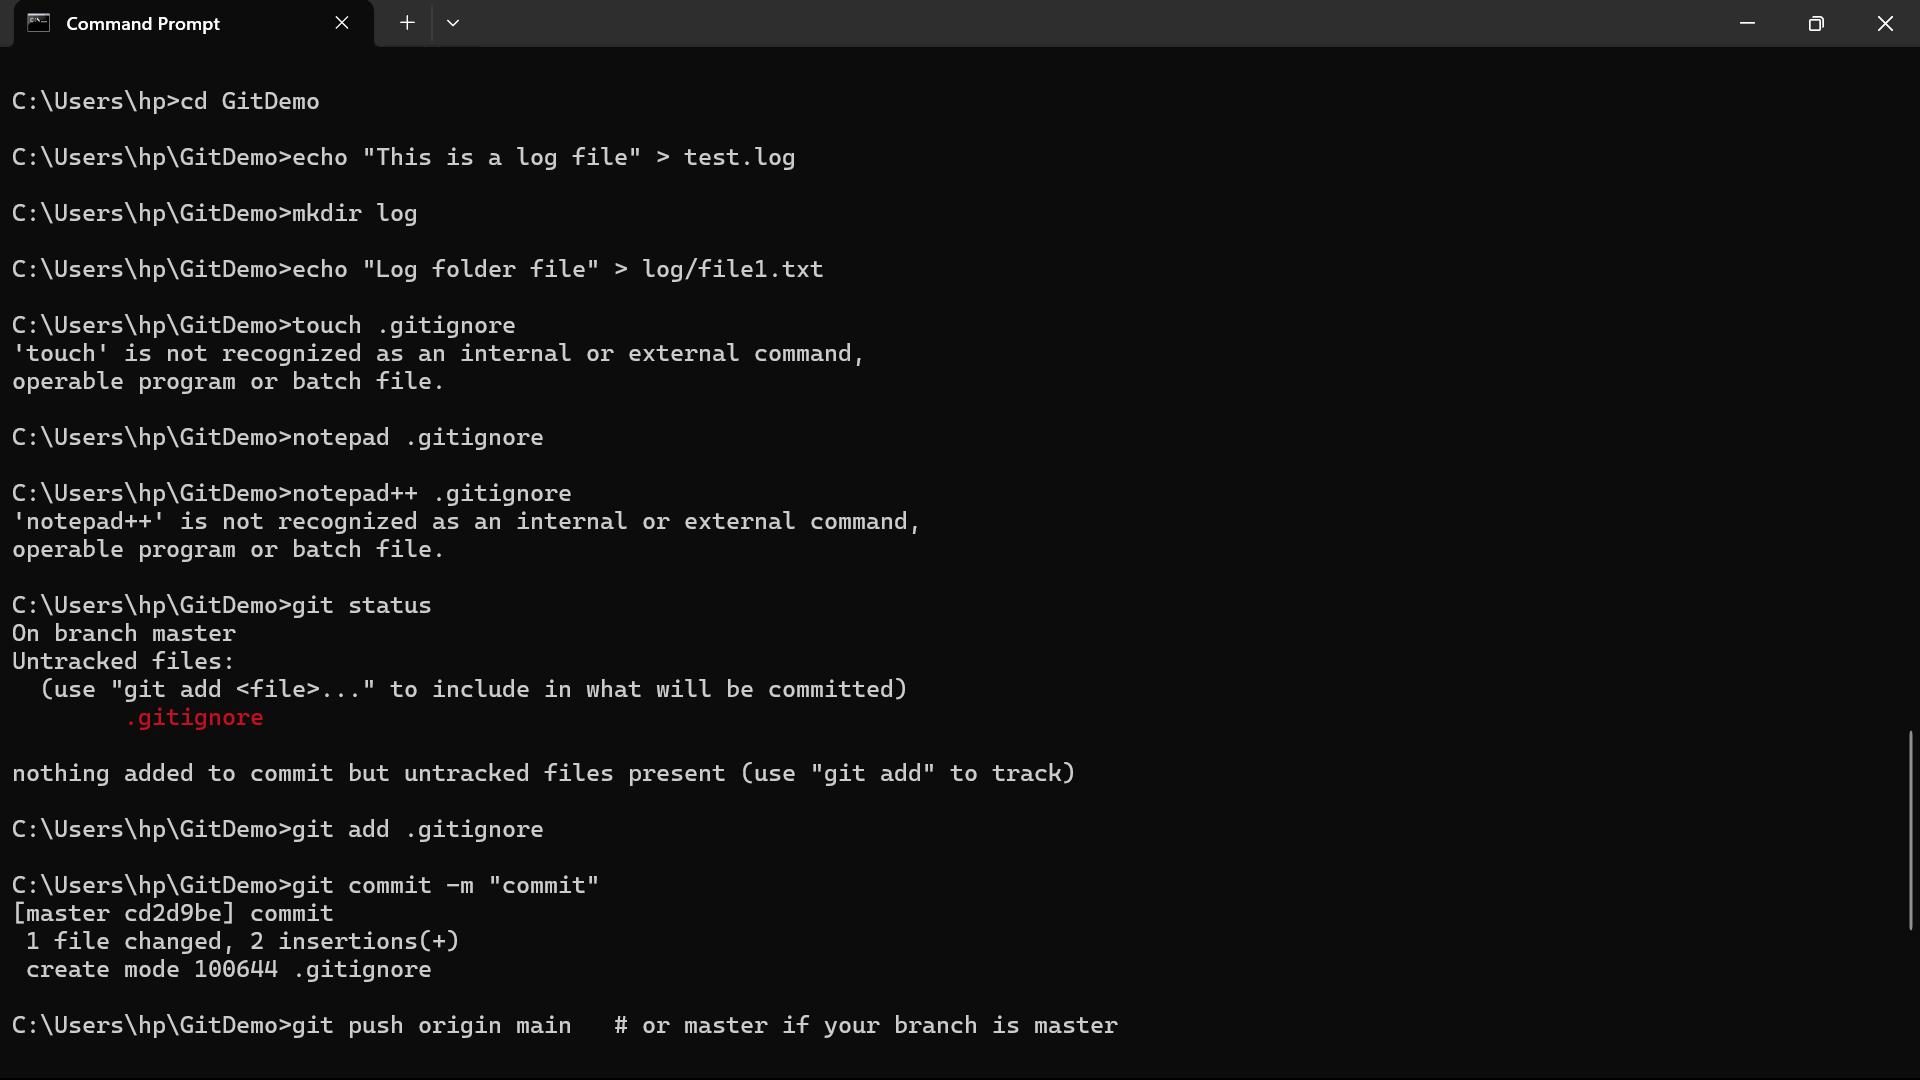 Command Prompt
C:\Users\hp>cd GitDemo
C:\Users\hp\GitDemo>echo "This is a log file" > test.log
C:\Users\hp\GitDemo>mkdir log
C:\Users\hp\GitDemo>echo "Log folder file" > log/file1.txt
C:\Users\hp\GitDemo>touch .gitignore
'touch' is not recognized as an internal or external command,
operable program or batch file.
C:\Users\hp\GitDemo>notepad .gitignore
C:\Users\hp\GitDemo>notepad++ .gitignore
'notepad++' is not recognized as an internal or external command,
operable program or batch file.
C:\Users\hp\GitDemo>git status
On branch master
Untracked files:
  (use "git add <file>..." to include in what will be committed)
        .gitignore
nothing added to commit but untracked files present (use "git add" to track)
C:\Users\hp\GitDemo>git add .gitignore
C:\Users\hp\GitDemo>git commit -m "commit"
[master cd2d9be] commit
 1 file changed, 2 insertions(+)
 create mode 100644 .gitignore
C:\Users\hp\GitDemo>git push origin main   # or master if your branch is master